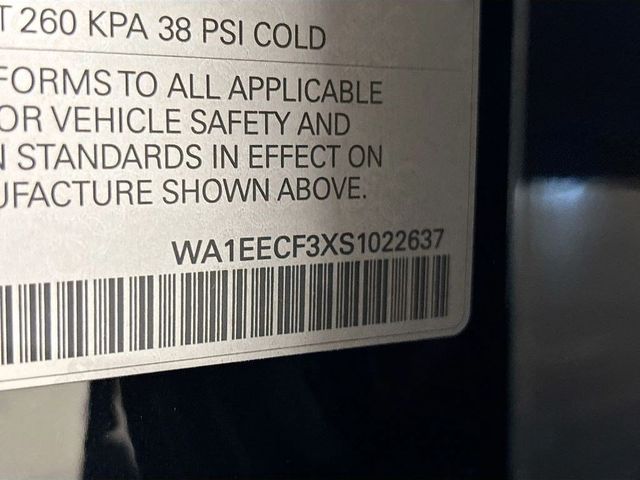 T 260 KPA 38 PSI COLD
FORMS TO ALL APPLICABLE
OR VEHICLE SAFETY AND
N STANDARDS IN EFFECT ON
UFACTURE SHOWN ABOVE.
WA1EECF3XS1022637